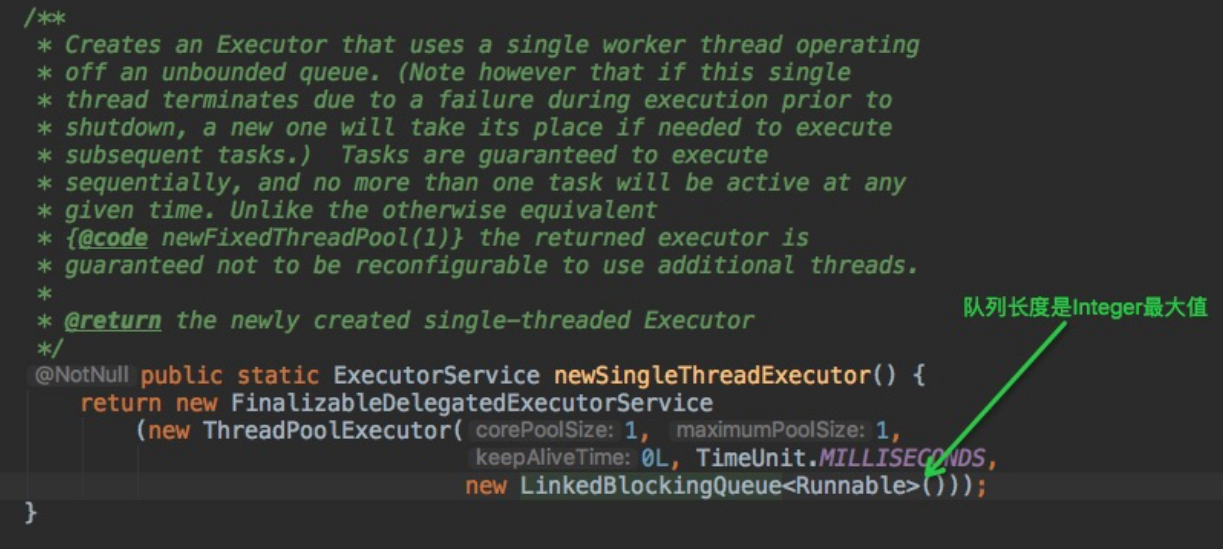 /**
* Creates an Executor that uses a single worker thread operating
* off an unbounded queue. (Note however that if this single
* thread terminates due to a failure during execution prior to
* shutdown, a new one will take its place if needed to execute
* subsequent tasks.)  Tasks are guaranteed to execute
* sequentially, and no more than one task will be active at any
* given time. Unlike the otherwise equivalent
* {@code newFixedThreadPool(1)} the returned executor is
* guaranteed not to be reconfigurable to use additional threads.
*
队列长度是Integer最大值
* @return the newly created single-threaded Executor
*/
@NotNull public static ExecutorService newSingleThreadExecutor() {
return new FinalizableDelegatedExecutorService
(new ThreadPoolExecutor( corePoolSize: 1, maximumPoolSize: 1,
keepAliveTime: 0L, TimeUnit.MILLISECONDS,
new LinkedBlockingQueue<Runnable>()));
}